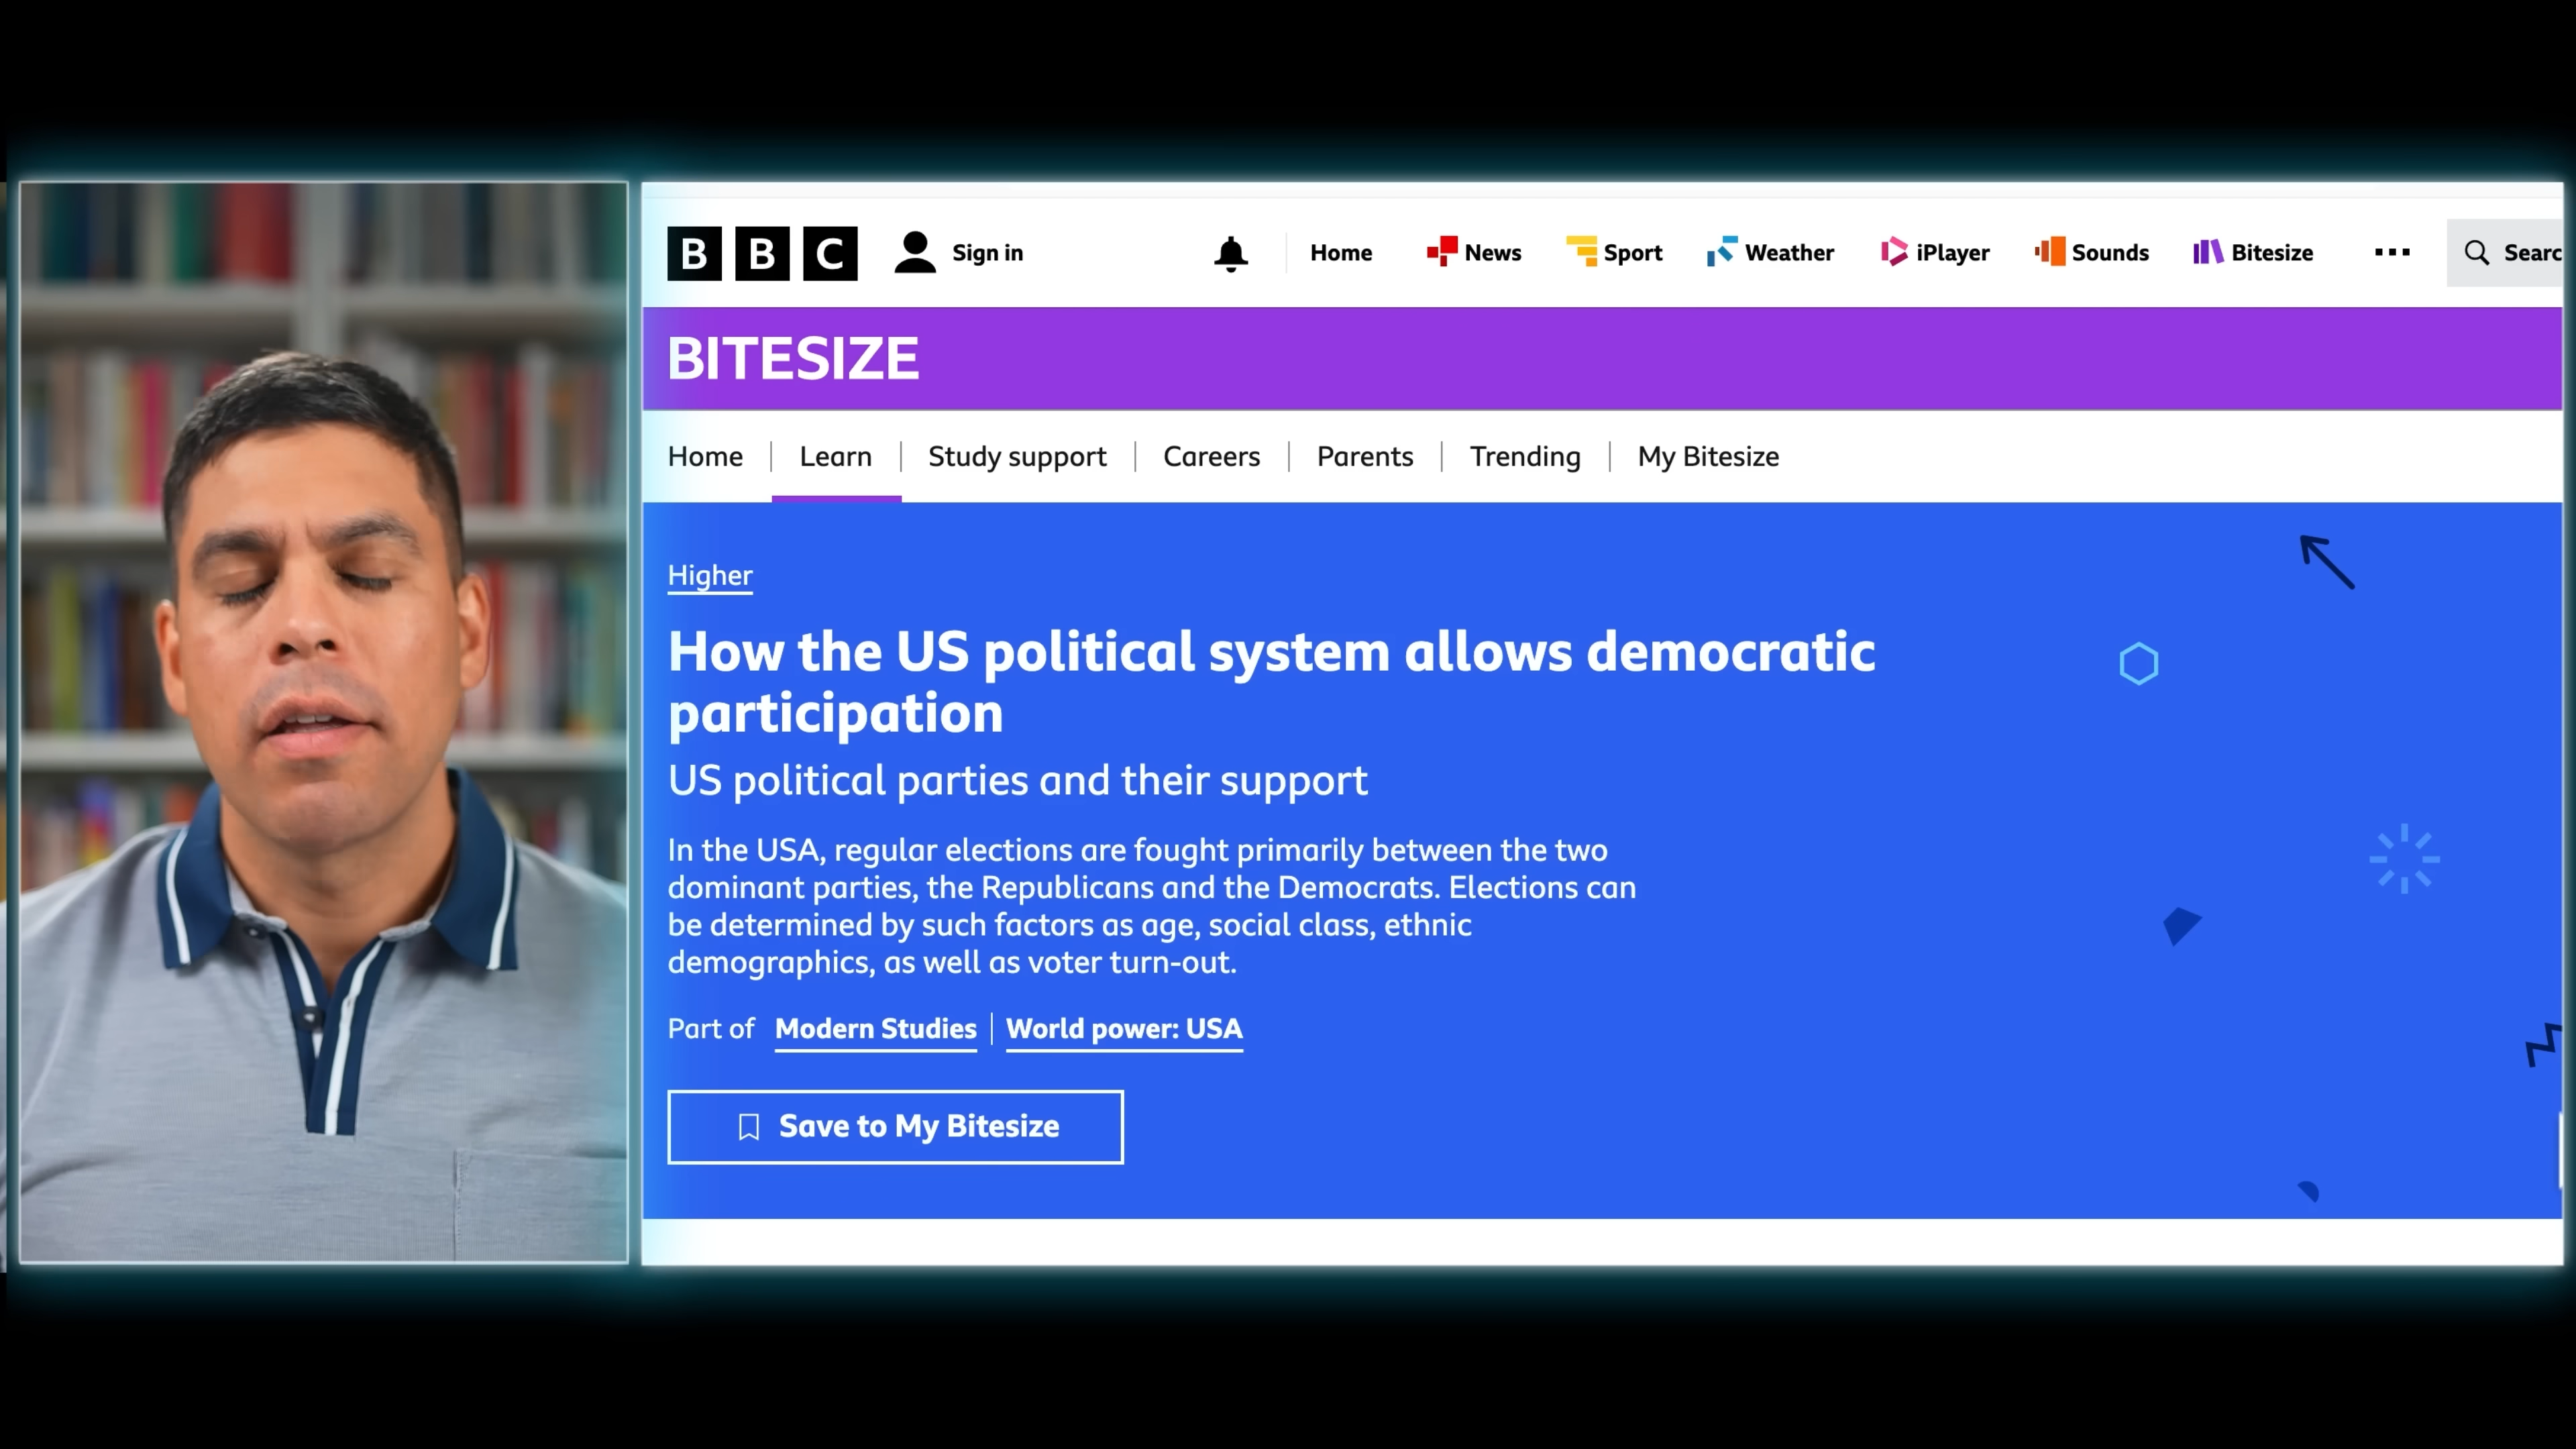 BBC Sign in Home News Sport Weather iPlayer Sounds Bitesize Searc
BITESIZE
Home Learn Study support Careers Parents Trending My Bitesize
Higher
How the US political system allows democratic
participation
US political parties and their support
In the USA, regular elections are fought primarily between the two
dominant parties, the Republicans and the Democrats. Elections can
be determined by such factors as age, social class, ethnic
demographics, as well as voter turn-out.
Part of Modern Studies World power: USA
Save to My Bitesize